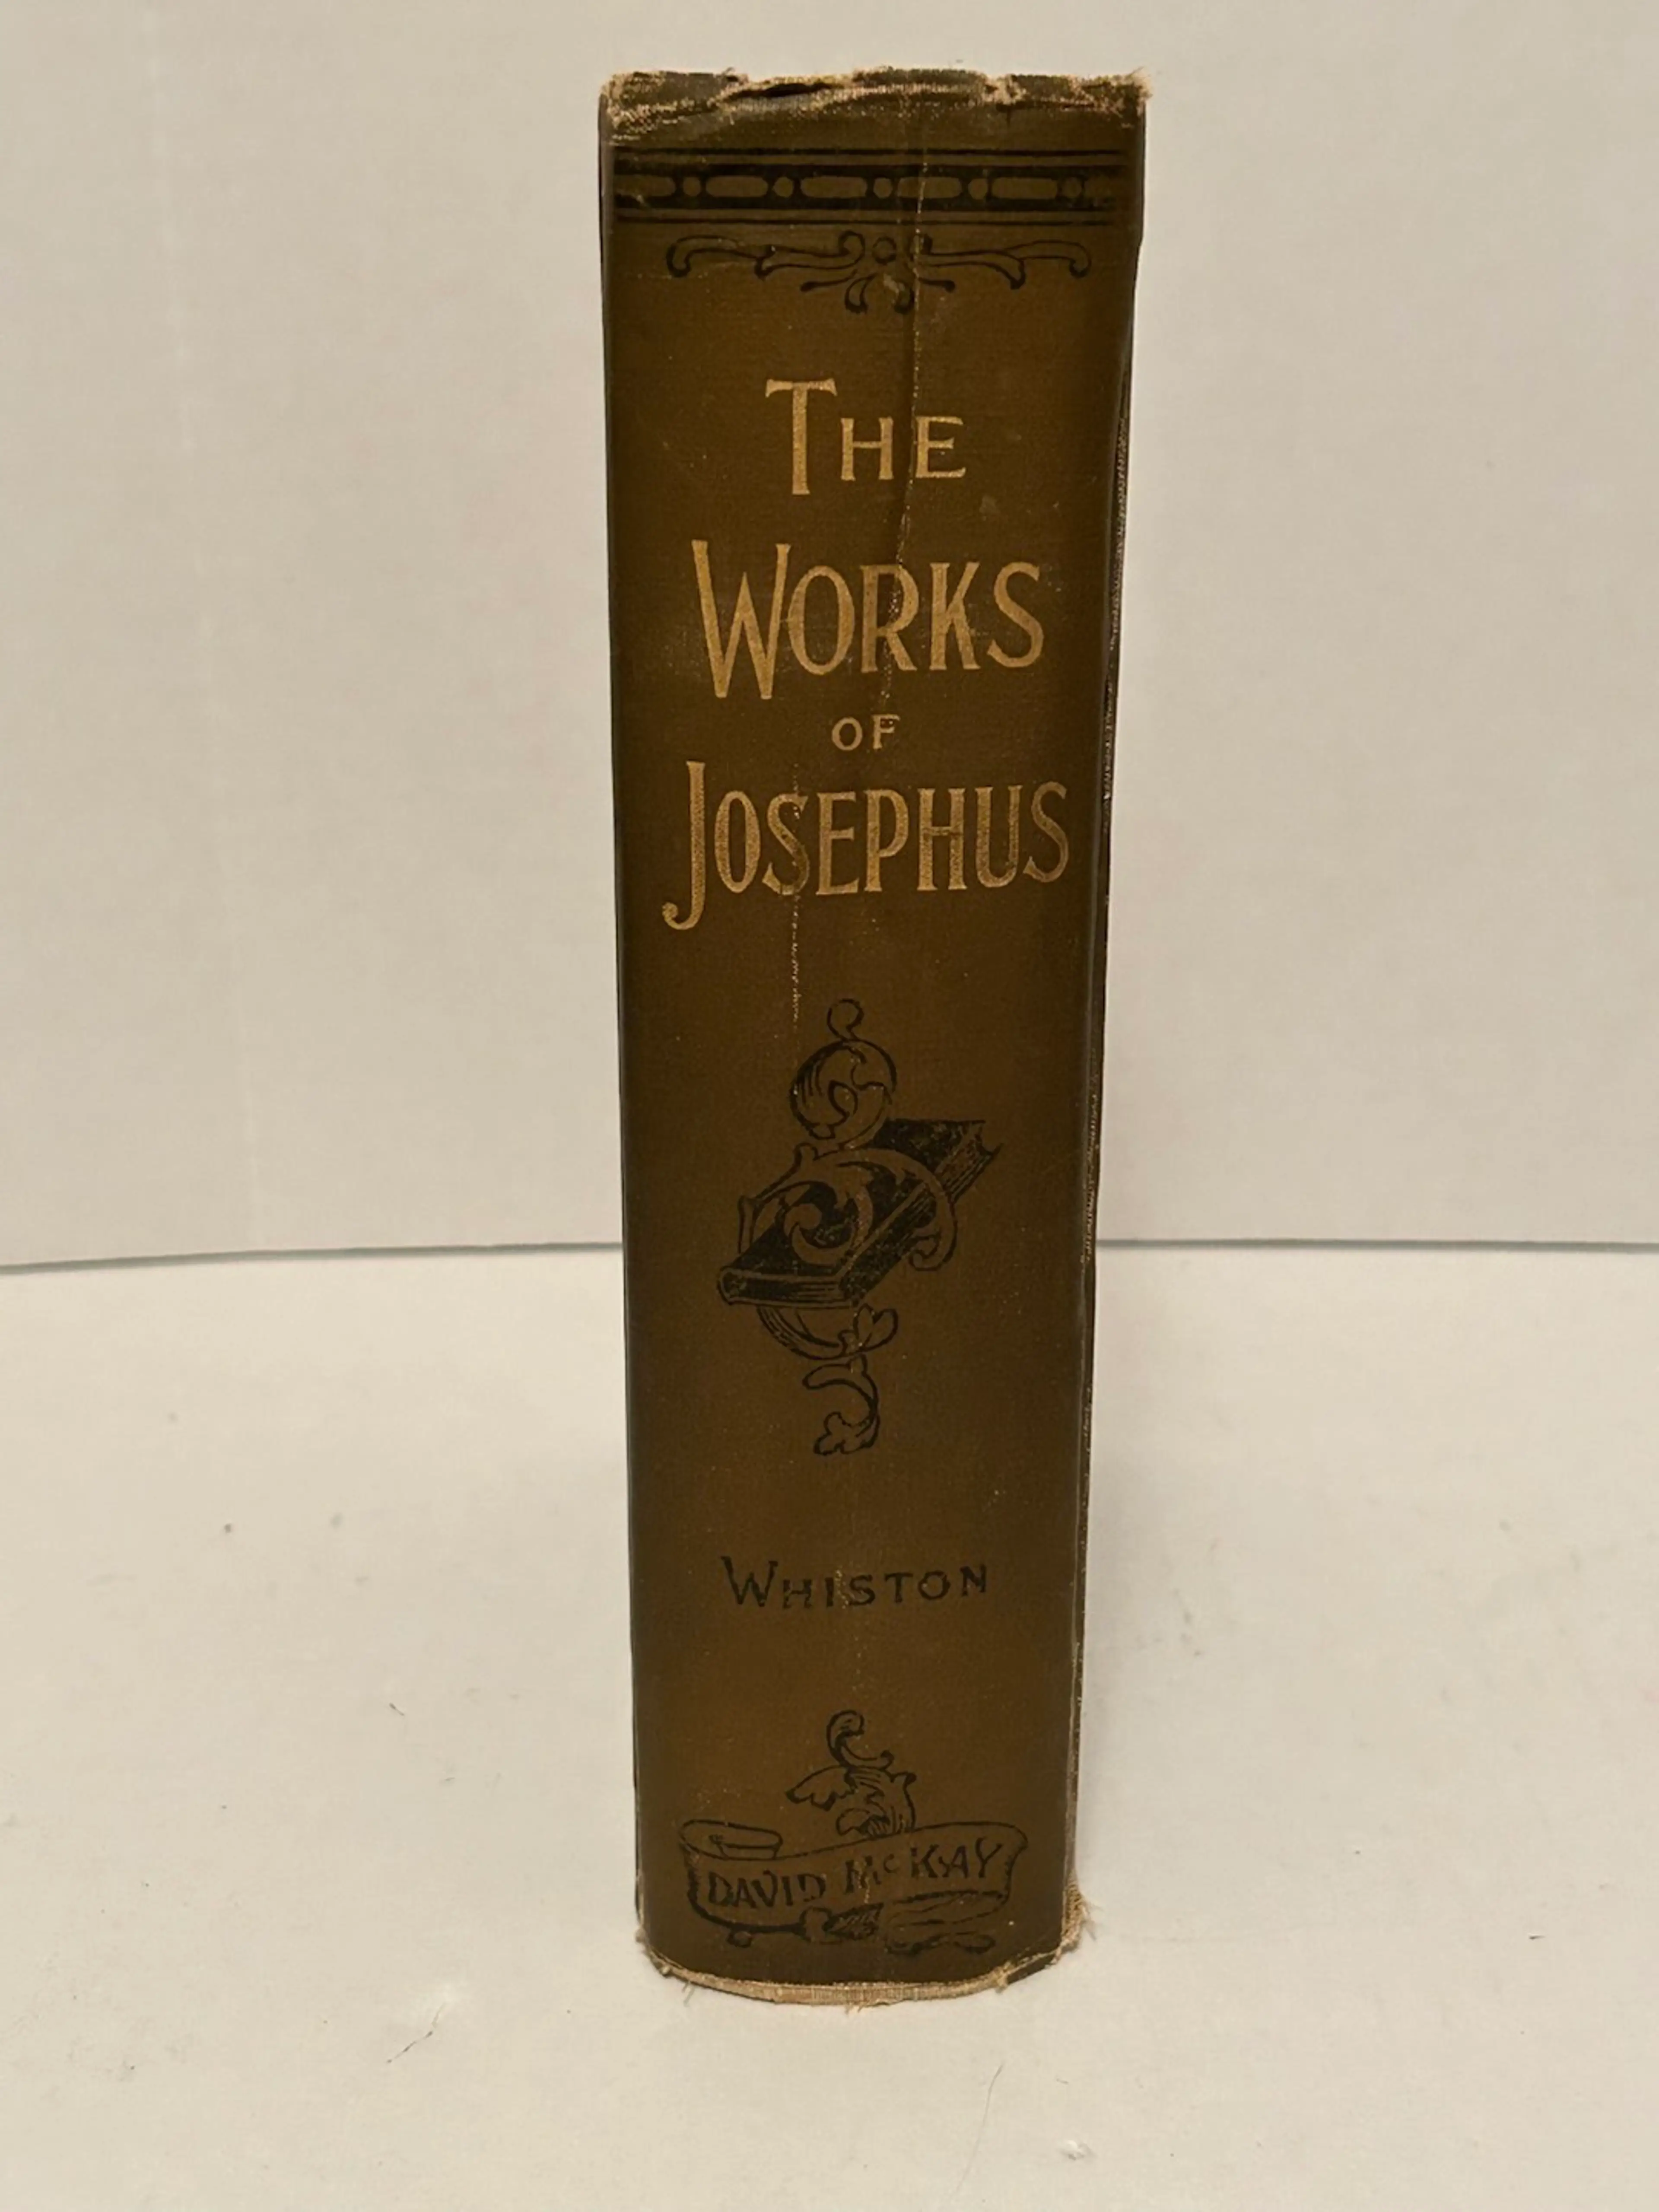 THE
WORKS
OF
JOSEPHUS
WHISTON
DAVID McKAY